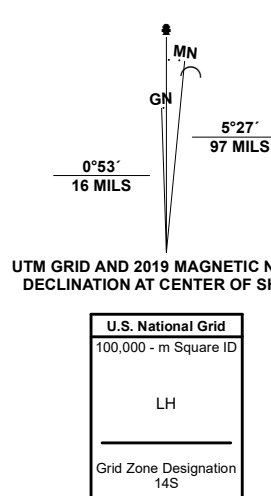 MN
GN
5°27´
97 MILS
0°53´
16 MILS
UTM GRID AND 2019 MAGNETIC N
DECLINATION AT CENTER OF SH
U.S. National Grid
100,000 - m Square ID
LH
Grid Zone Designation
14S